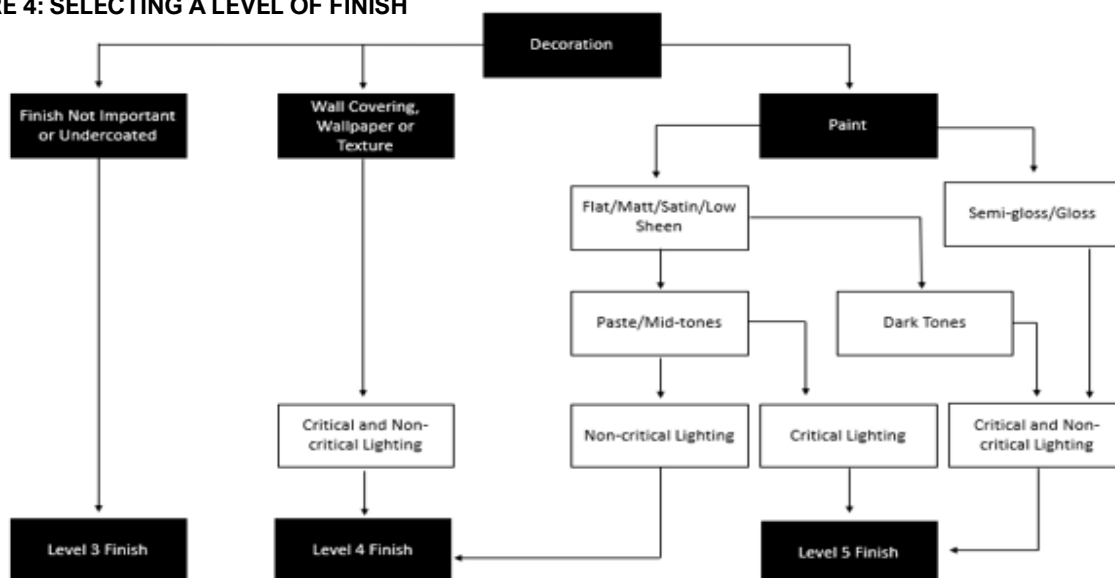 RE 4: SELECTING A LEVEL OF FINISH
Decoration
Finish Not Important
or Undercoated
Wall Covering,
Wallpaper or
Texture
Paint
Flat/Matt/Satin/Low
Sheen
Semi-gloss/Gloss
Paste/Mid-tones
Dark Tones
Critical and Non-
critical Lighting
Non-critical Lighting
Critical Lighting
Critical and Non-
critical Lighting
Level 3 Finish
Level 4 Finish
Level 5 Finish